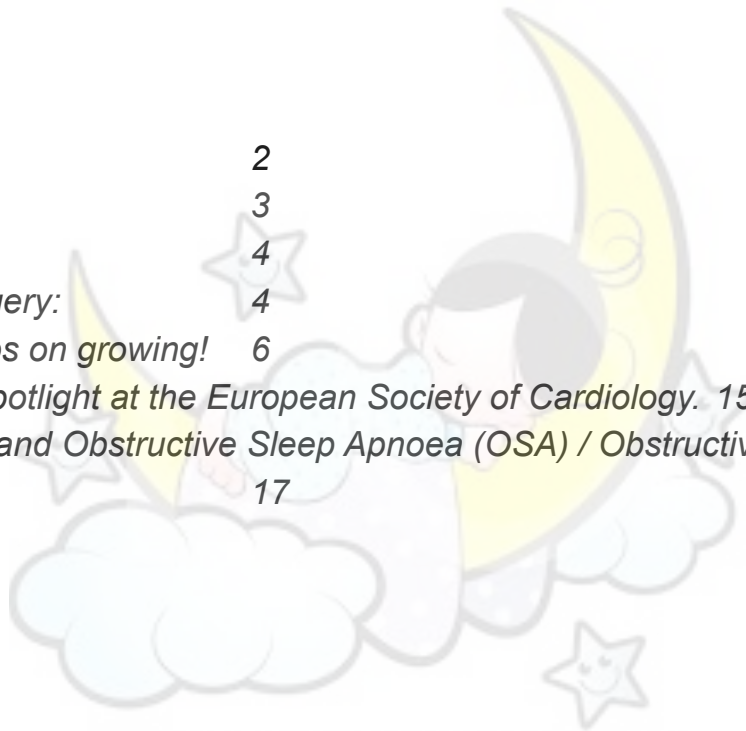 2
3
4
uery: 4
ps on growing! 6
potlight at the European Society of Cardiology. 15
and Obstructive Sleep Apnoea (OSA) / Obstructiv
17